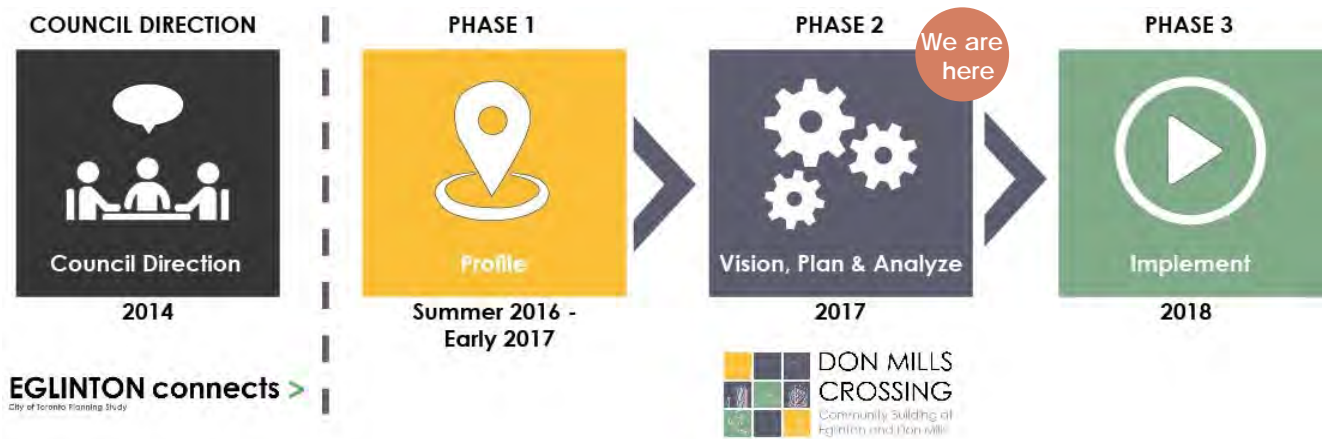 COUNCIL DIRECTION
Council Direction
2014
EGLINTON connects >
City of Toronto Planning Study
PHASE 1
Profile
Summer 2016 -
Early 2017
PHASE 2
We are
here
Vision, Plan & Analyze
2017
DON MILLS
CROSSING
Community Building at
Eglinton and Don Mills
PHASE 3
Implement
2018